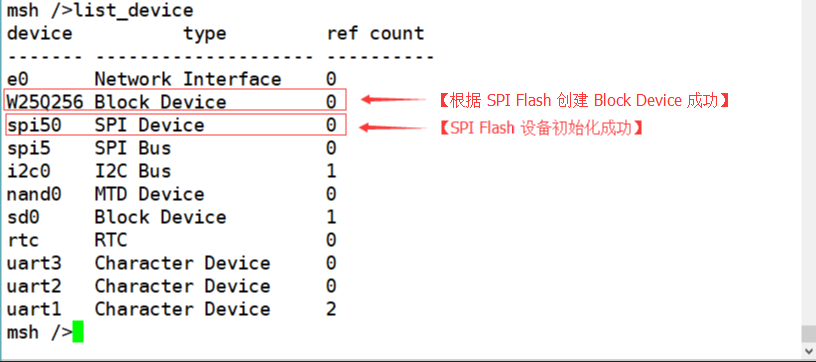 msh />list_device
device           type         ref count
------- -------------------- ----------
e0      Network Interface    0
W25Q256 Block Device         0 【根据 SPI Flash 创建 Block Device 成功】
spi50   SPI Device           0 【SPI Flash 设备初始化成功】
spi5    SPI Bus              0
i2c0    I2C Bus              1
nand0   MTD Device           0
sd0     Block Device         1
rtc     RTC                  0
uart3   Character Device     0
uart2   Character Device     0
uart1   Character Device     2
msh />